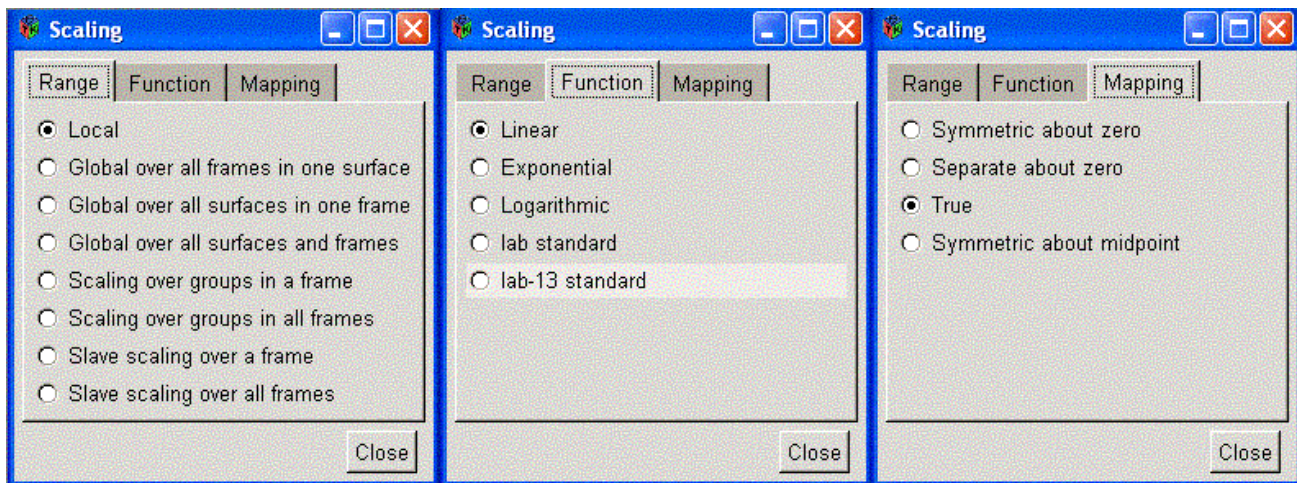 Scaling
Range Function Mapping
Local
Global over all frames in one surface
Global over all surfaces in one frame
Global over all surfaces and frames
Scaling over groups in a frame
Scaling over groups in all frames
Slave scaling over a frame
Slave scaling over all frames
Close
Scaling
Range Function Mapping
Linear
Exponential
Logarithmic
lab standard
lab-13 standard
Close
Scaling
Range Function Mapping
Symmetric about zero
Separate about zero
True
Symmetric about midpoint
Close